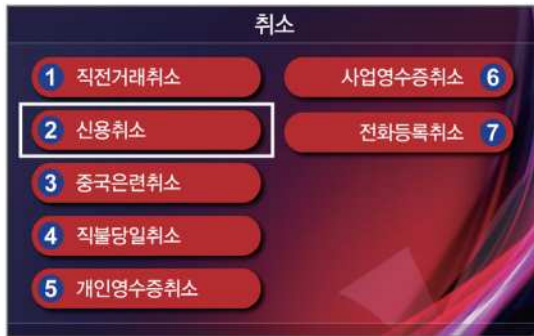 취소
1 직전거래취소
2 신용취소
3 중국은련취소
4 직불당일취소
5 개인영수증취소
사업영수증취소 6
전화등록취소 7